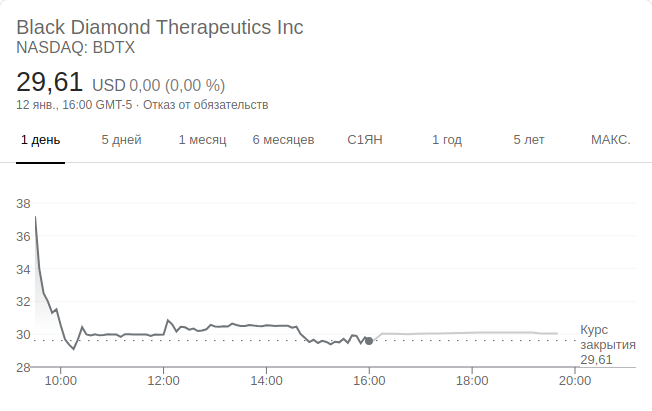 Black Diamond Therapeutics Inc
NASDAQ: BDTX
29,61 USD 0,00 (0,00 %)
12 янв., 16:00 GMT-5 · Отказ от обязательств
1 день 5 дней 1 месяц 6 месяцев С1ЯН 1 год 5 лет МАКС.
38
36
34
32
30
28
Курс
закрытия
29,61
10:00 12:00 14:00 16:00 18:00 20:00